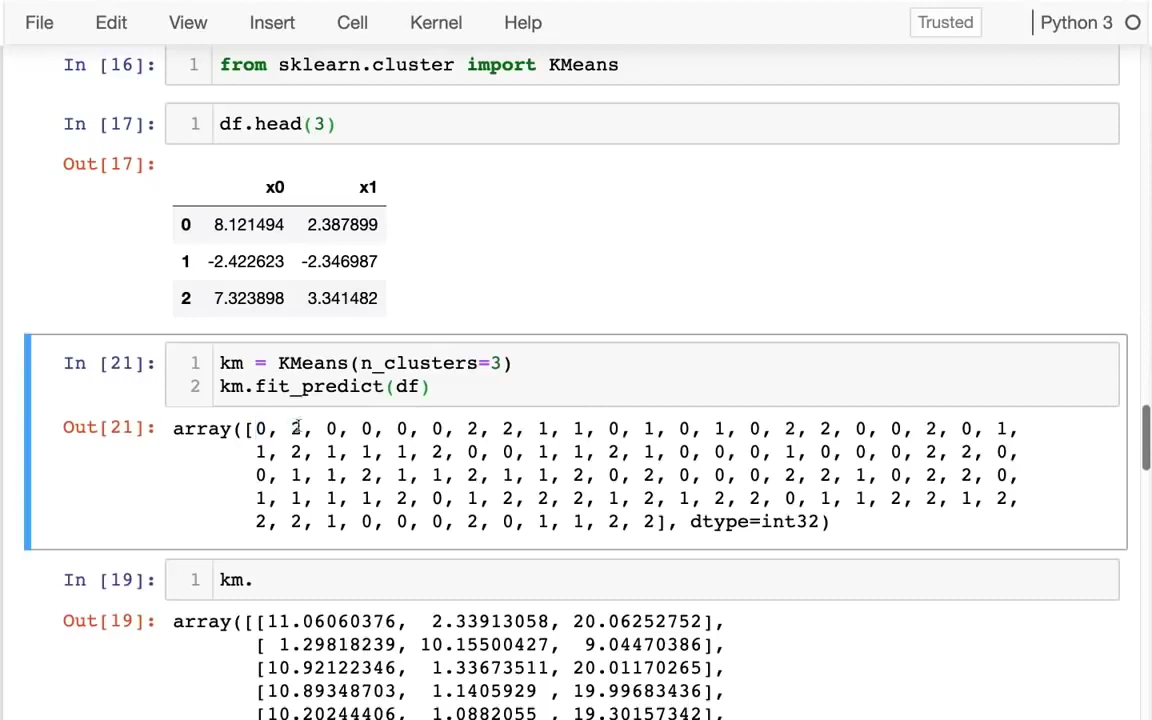 File Edit View Insert Cell Kernel Help Trusted Python 3
In [16]: 1 from sklearn.cluster import KMeans
In [17]: 1 df.head(3)
Out[17]:
x0 x1
0 8.121494 2.387899
1 -2.422623 -2.346987
2 7.323898 3.341482
In [21]: 1 km = KMeans(n_clusters=3)
2 km.fit_predict(df)
Out[21]: array([0, 2, 0, 0, 0, 0, 2, 2, 1, 1, 0, 1, 0, 1, 0, 2, 2, 0, 0, 2, 0, 1,
1, 2, 1, 1, 1, 2, 0, 0, 1, 1, 2, 1, 0, 0, 0, 1, 0, 0, 0, 2, 2, 0,
0, 1, 1, 2, 1, 1, 2, 1, 1, 2, 0, 2, 0, 0, 0, 2, 2, 1, 0, 2, 2, 0,
1, 1, 1, 1, 2, 0, 1, 2, 2, 2, 1, 2, 1, 2, 2, 0, 1, 1, 2, 2, 1, 2,
2, 2, 1, 0, 0, 0, 2, 0, 1, 1, 2, 2], dtype=int32)
In [19]: 1 km.
Out[19]: array([[11.06060376, 2.33913058, 20.06252752],
[ 1.29818239, 10.15500427, 9.04470386],
[10.92122346, 1.33673511, 20.01170265],
[10.89348703, 1.1405929 , 19.99683436],
[10.20244406, 1.0882055 , 19.30157342],